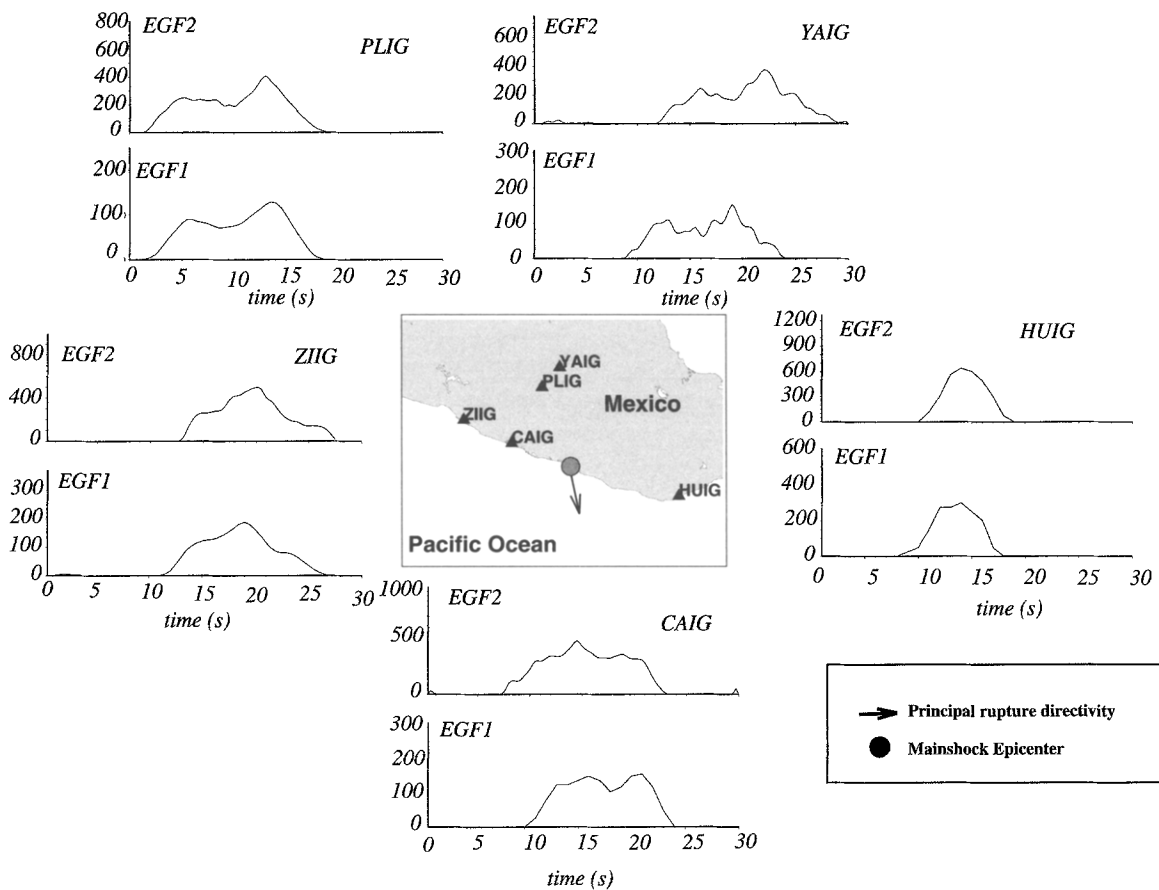 800
EGF2
PLIG
600
400
200
0
200
EGF1
100
0
0 5 10 15 20 25 30
time (s)
600
EGF2
YAIG
400
200
0
300
EGF1
200
100
0
0 5 10 15 20 25 30
time (s)
800
EGF2
ZIIG
400
0
300
EGF1
200
100
0
0 5 10 15 20 25 30
time (s)
YAIG
PLIG
Mexico
ZIIG
CAIG
HUIG
Pacific Ocean
1200
EGF2
HUIG
900
600
300
0
600
EGF1
400
200
0
0 5 10 15 20 25 30
time (s)
1000
EGF2
CAIG
500
0
300
EGF1
200
100
0
0 5 10 15 20 25 30
time (s)
Principal rupture directivity
Mainshock Epicenter